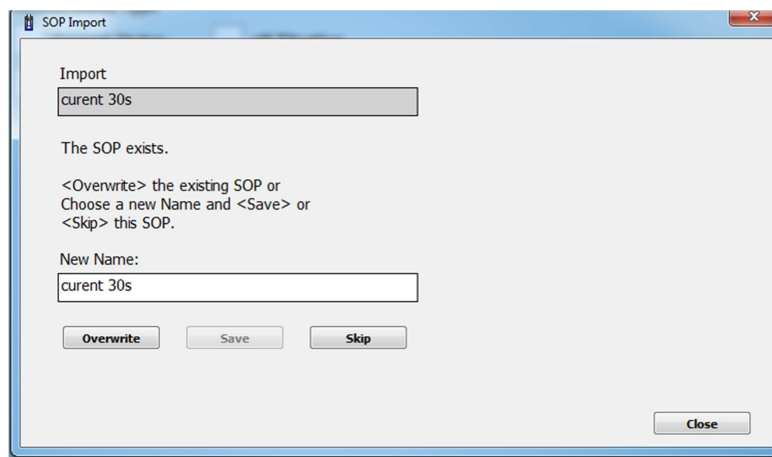 SOP Import
Import
curent 30s
The SOP exists.
<Overwrite> the existing SOP or
Choose a new Name and <Save> or
<Skip> this SOP.
New Name:
curent 30s
Overwrite Save Skip
Close